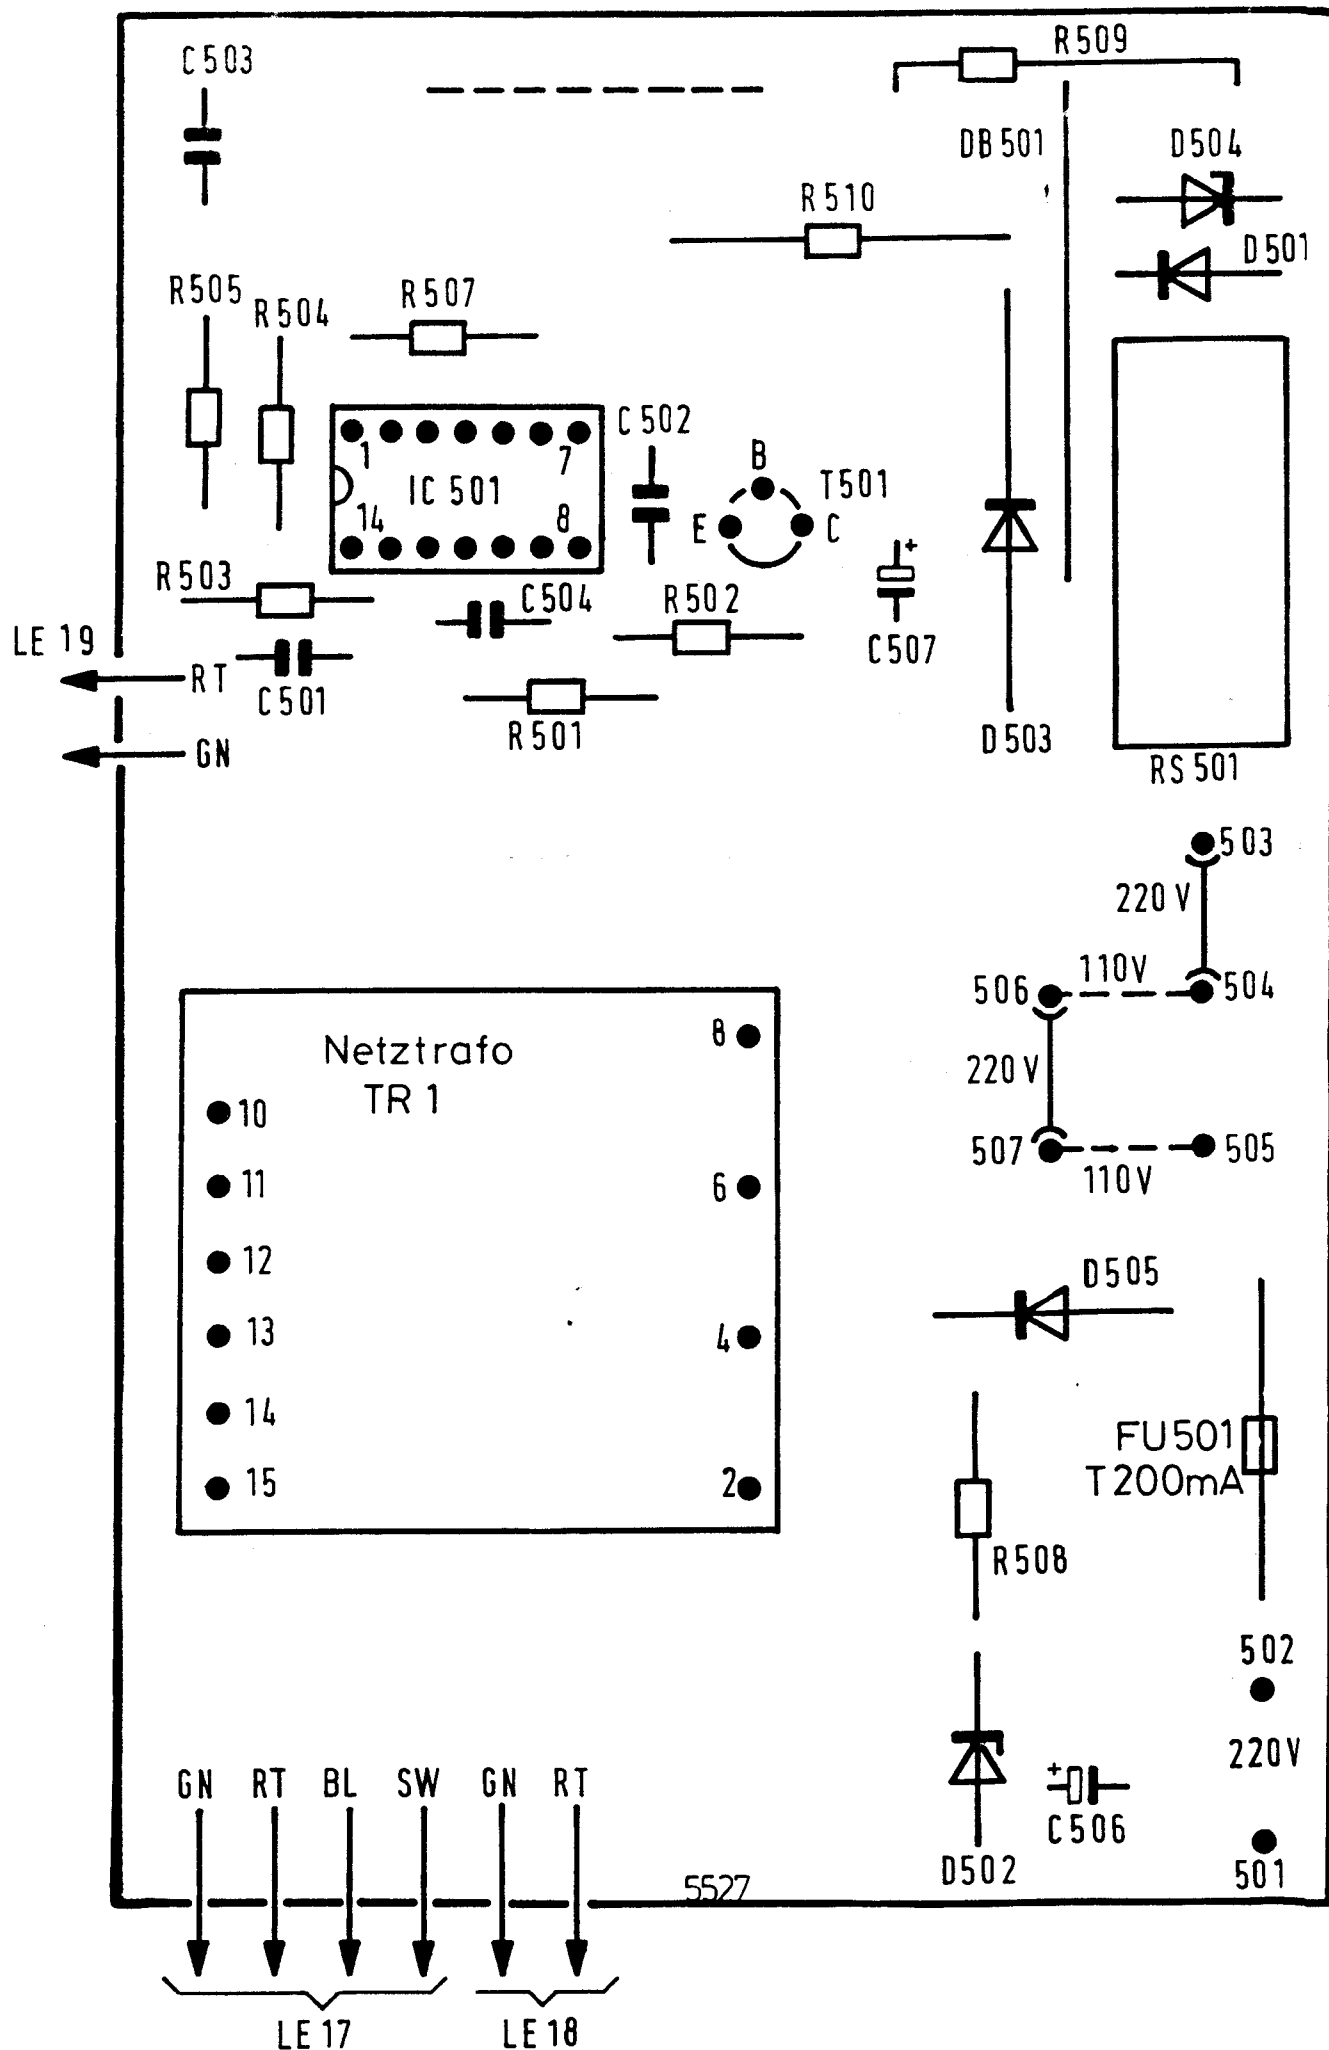 R509
C503
DB501
D504
R510
D501
R505
R504
R507
C502
1
7
IC 501
14
8
B
T501
E
C
+
R503
C504
R502
C507
LE 19
RT
C501
R501
D503
GN
RS 501
503
220 V
506
110V
504
220 V
507
505
110V
Netztrafo
TR 1
8
10
11
6
12
13
4
14
15
2
D505
FU501
T200mA
R508
502
220V
GN
RT
BL
SW
GN
RT
+
C506
D502
501
5527
LE 17
LE 18